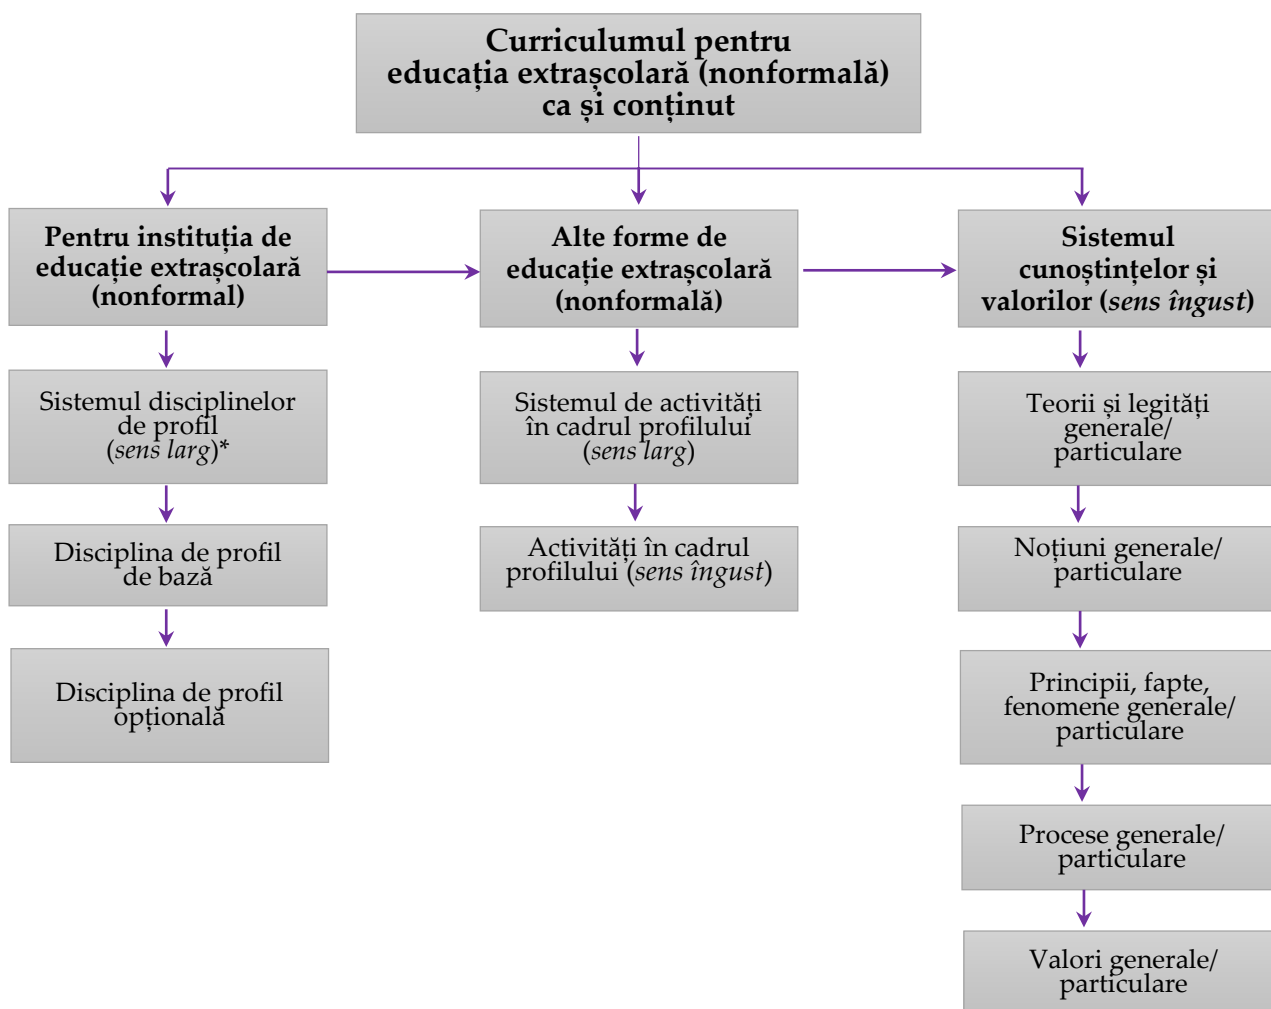 Curriculumul pentru
educația extrașcolară (nonformală)
ca și conținut
Pentru instituția de
educație extrașcolară
(nonformal)
Alte forme de
educație extrașcolară
(nonformală)
Sistemul
cunoștințelor și
valorilor (sens îngust)
Sistemul disciplinelor
de profil
(sens larg)*
Sistemul de activități
în cadrul profilului
(sens larg)
Teorii și legități
generale/
particulare
Disciplina de profil
de bază
Activități în cadrul
profilului (sens îngust)
Noțiuni generale/
particulare
Disciplina de profil
opțională
Principii, fapte,
fenomene generale/
particulare
Procese generale/
particulare
Valori generale/
particulare